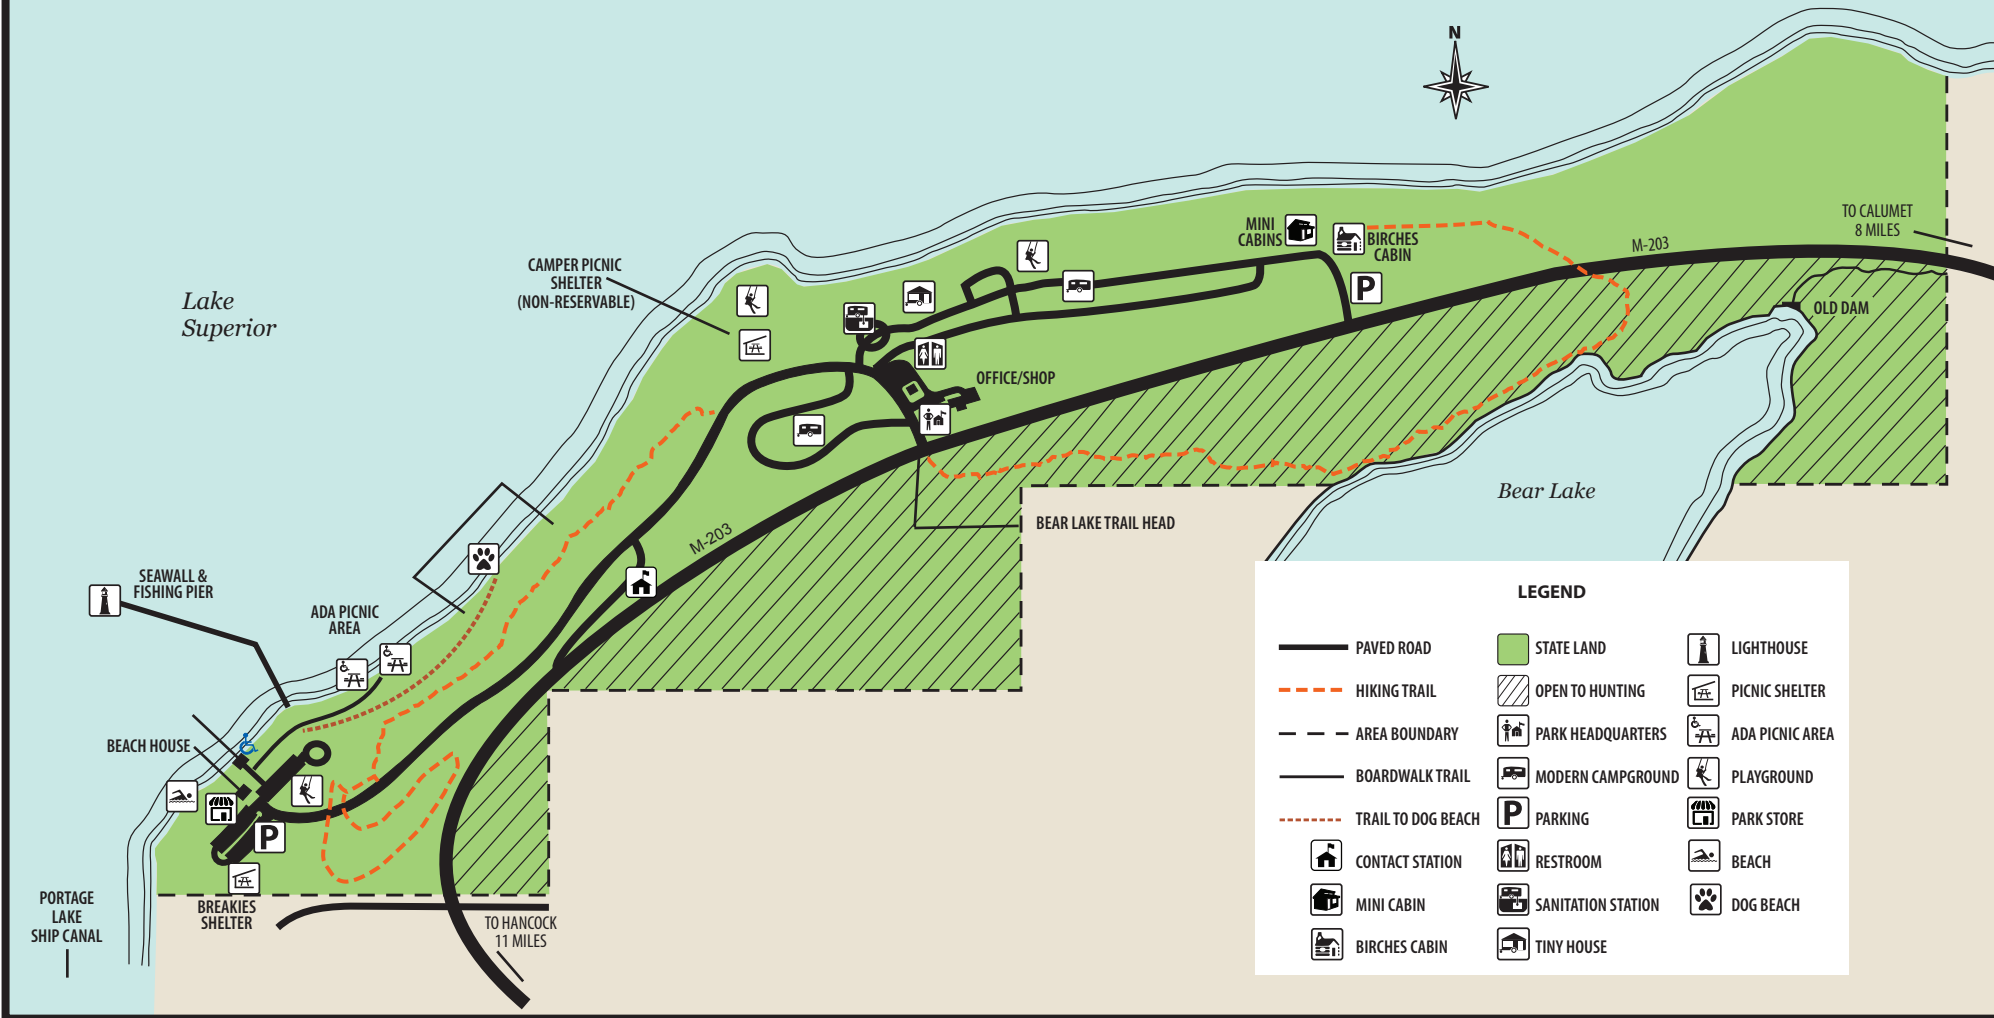 N
TO CALUMET
8 MILES
M-203
MINI
CABINS
BIRCHES
CABIN
P
OLD DAM
CAMPER PICNIC
SHELTER
(NON-RESERVABLE)
Lake
Superior
OFFICE/SHOP
Bear Lake
BEAR LAKE TRAIL HEAD
M-203
SEAWALL &
FISHING PIER
ADA PICNIC
AREA
BEACH HOUSE
P
BREAKIES
SHELTER
PORTAGE
LAKE
SHIP CANAL
TO HANCOCK
11 MILES
LEGEND
PAVED ROAD
HIKING TRAIL
AREA BOUNDARY
BOARDWALK TRAIL
TRAIL TO DOG BEACH
CONTACT STATION
MINI CABIN
BIRCHES CABIN
STATE LAND
OPEN TO HUNTING
PARK HEADQUARTERS
MODERN CAMPGROUND
P PARKING
RESTROOM
SANITATION STATION
TINY HOUSE
LIGHTHOUSE
PICNIC SHELTER
ADA PICNIC AREA
PLAYGROUND
PARK STORE
BEACH
DOG BEACH